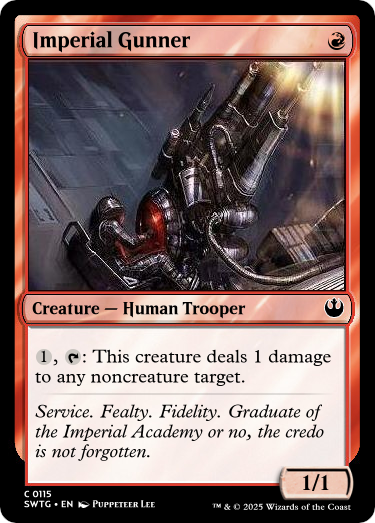 Imperial Gunner
Creature — Human Trooper
1, : This creature deals 1 damage
to any noncreature target.
Service. Fealty. Fidelity. Graduate of
the Imperial Academy or no, the credo
is not forgotten.
1/1
C 0115
SWTG • EN Puppeteer Lee
™ & © 2025 Wizards of the Coast